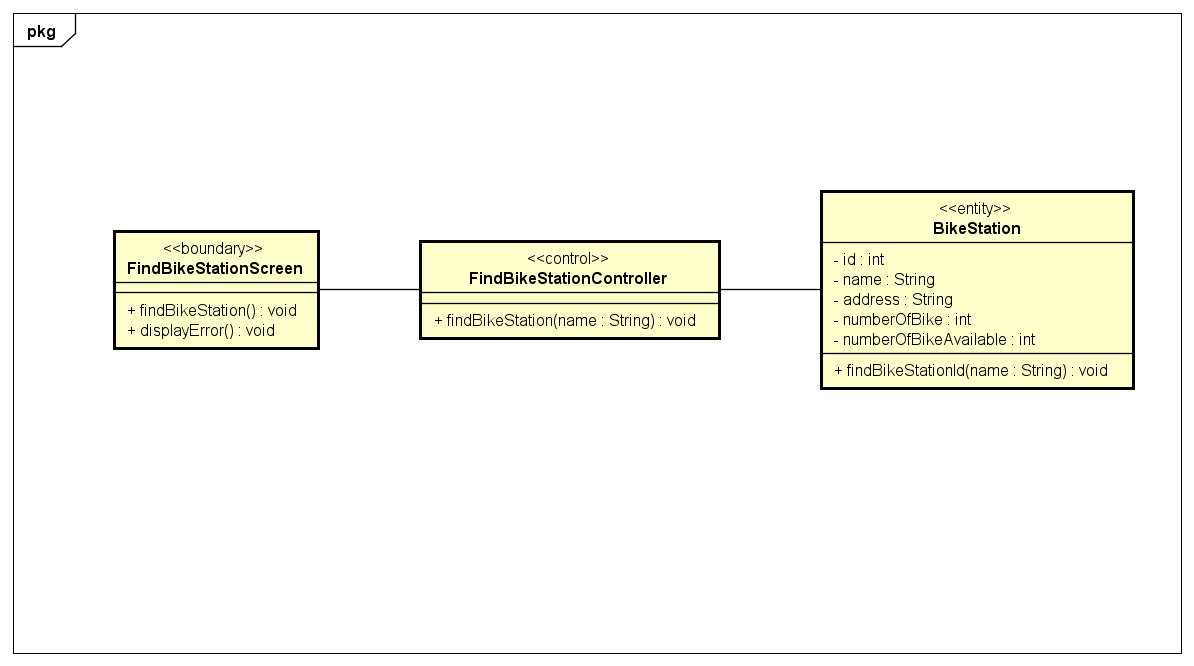 pkg
<<boundary>>
FindBikeStationScreen
+ findBikeStation() : void
+ displayError() : void
<<control>>
FindBikeStationController
+ findBikeStation(name : String) : void
<<entity>>
BikeStation
- id : int
- name : String
- address : String
- numberOfBike : int
- numberOfBikeAvailable : int
+ findBikeStationId(name : String) : void